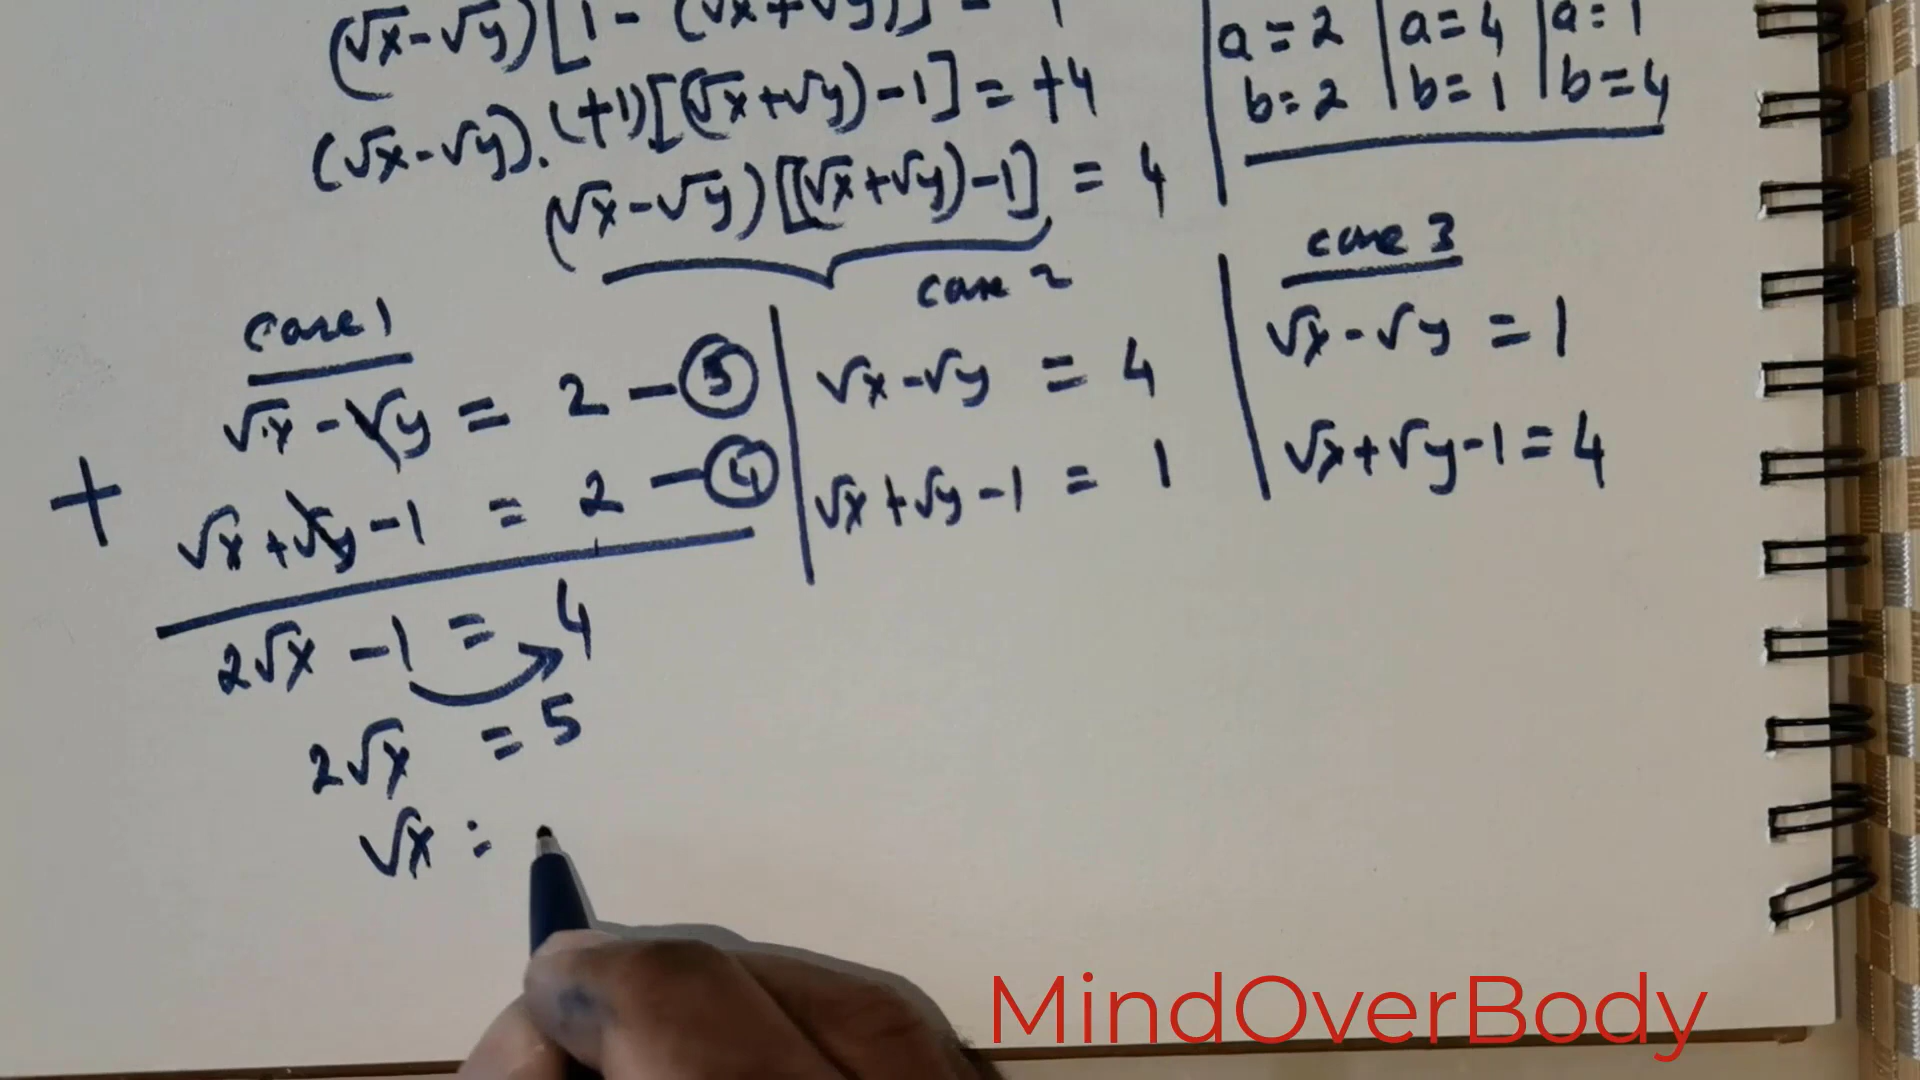 (√x-√y)[1-(√x+√y)] = -4
(√x-√y).(+1)[(√x+√y)-1] = +4
(√x-√y)[(√x+√y)-1] = 4
a=2 | a=4 | a=1
b=2 | b=1 | b=4
case 1
√x-√y = 2 - ③
+ √x+√y-1 = 2 - ④
2√x -1 = 4
2√x = 5
√x =
case 2
√x-√y = 4
√x+√y-1 = 1
case 3
√x-√y = 1
√x+√y-1=4
MindOverBody